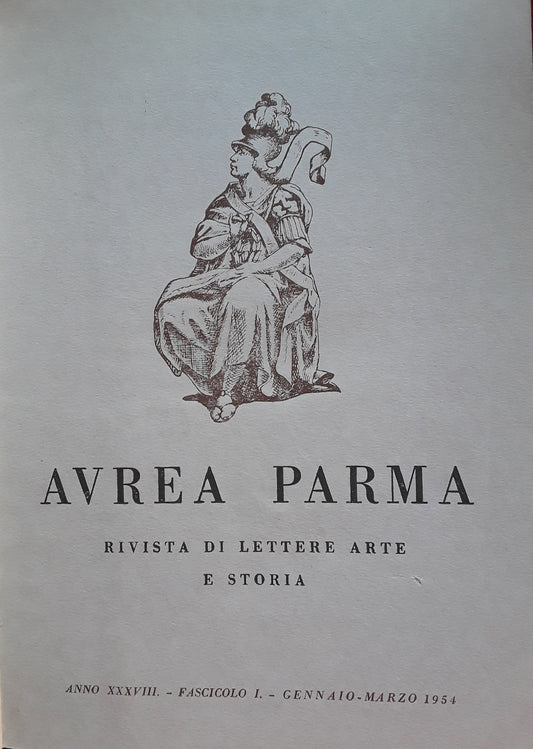 AVREA PARMA
RIVISTA DI LETTERE ARTE
E STORIA
ANNO XXXVIII. - FASCICOLO I. - GENNAIO-MARZO 1954